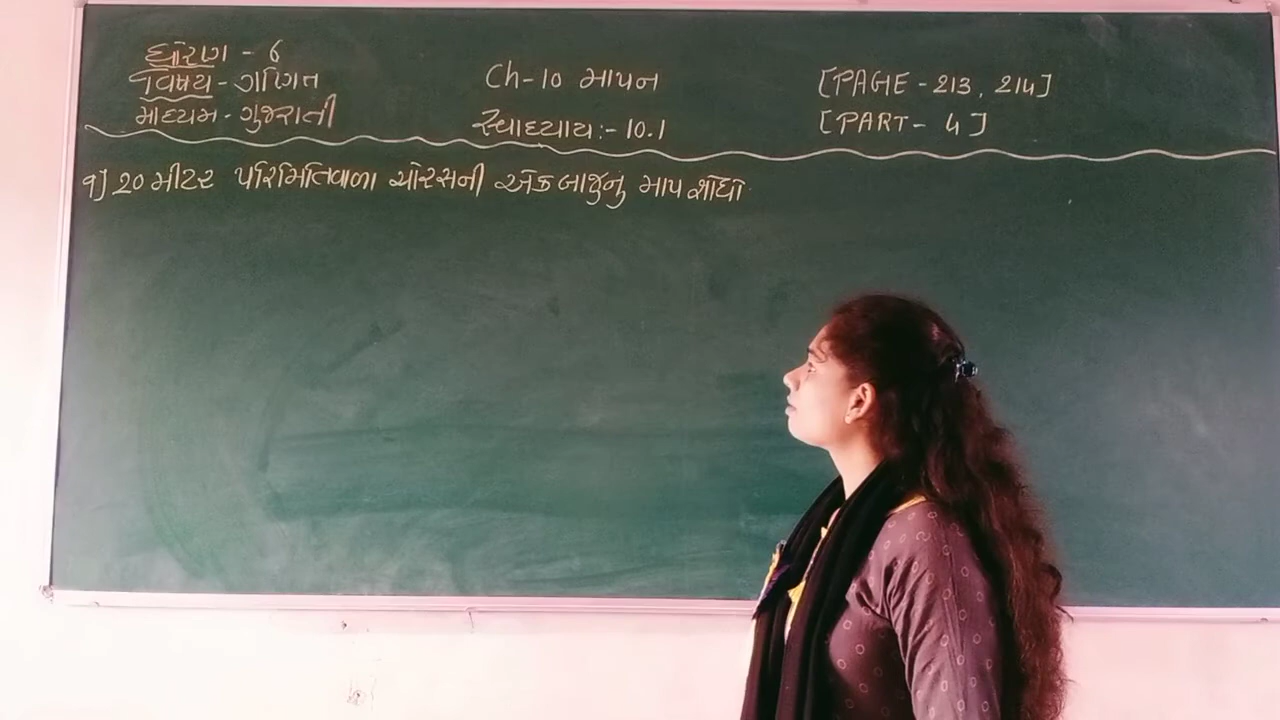 ધોરણ - 6
વિષય - ગણિત
માધ્યમ - ગુજરાતી
Ch-10 માપન
સ્વાધ્યાય :- 10.1
[PAGE - 213, 214]
[PART - 4]
૧] 20 મીટર પરિમિતિવાળા ચોરસની એક બાજુનુ માપ શોધો